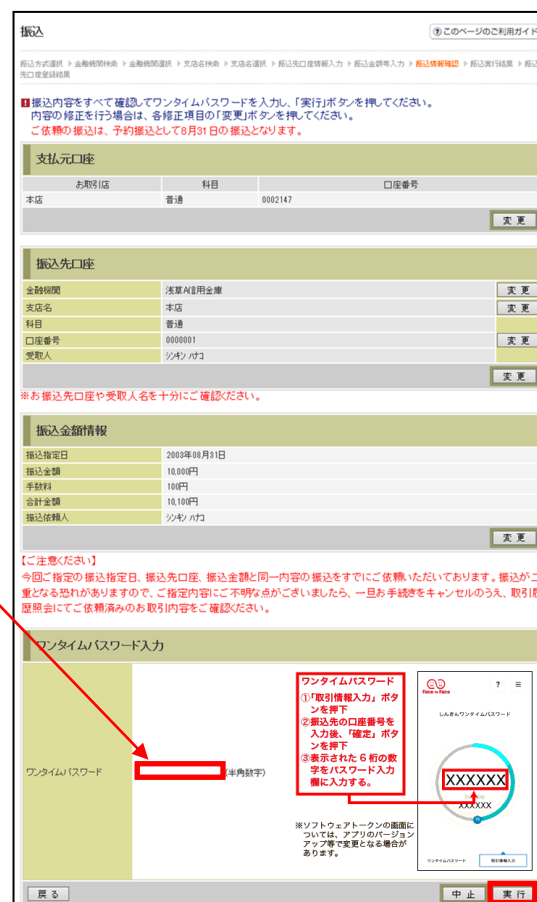 振込
このページのご利用ガイド
振込方式選択 > 金融機関検索 > 金融機関選択 > 支店名検索 > 支店名選択 > 振込先口座情報入力 > 振込金額等入力 > 振込情報確認 > 振込実行結果 > 振込
先口座登録結果
振込内容をすべて確認してワンタイムパスワードを入力し、「実行」ボタンを押してください。
内容の修正を行う場合は、各修正項目の「変更」ボタンを押してください。
ご依頼の振込は、予約振込として8月31日の振込となります。
支払元口座
お取引店 科目 口座番号
本店 普通 0002147
変 更
振込先口座
金融機関 浅草A信用金庫 変 更
支店名 本店 変 更
科目 普通
口座番号 0000001 変 更
受取人 シンキン ハナコ
変 更
※お振込先口座や受取人名を十分にご確認ください。
振込金額情報
振込指定日 2003年08月31日
振込金額 10,000円
手数料 100円
合計金額 10,100円
振込依頼人 シンキン ハナコ
変 更
【ご注意ください】
今回ご指定の振込指定日、振込先口座、振込金額と同一内容の振込をすでにご依頼いただいております。振込が二
重となる恐れがありますので、ご指定内容にご不明な点がございましたら、一旦お手続きをキャンセルのうえ、取引履
歴照会にてご依頼済みのお取引内容をご確認ください。
ワンタイムパスワード入力
ワンタイムパスワード
(半角数字)
ワンタイムパスワード
①「取引情報入力」ボタ
ンを押下
②振込先の口座番号を
入力後、「確定」ボタ
ンを押下
③表示された6桁の数
字をパスワード入力
欄に入力する。
※ソフトウェアトークンの画面に
ついては、アプリのバージョン
アップ等で変更となる場合が
あります。
Face to Face
?
しんきんワンタイムパスワード
XXXXXX
XXXXXX
ワンタイムパスワード 取引情報入力
戻 る 中 止 実 行